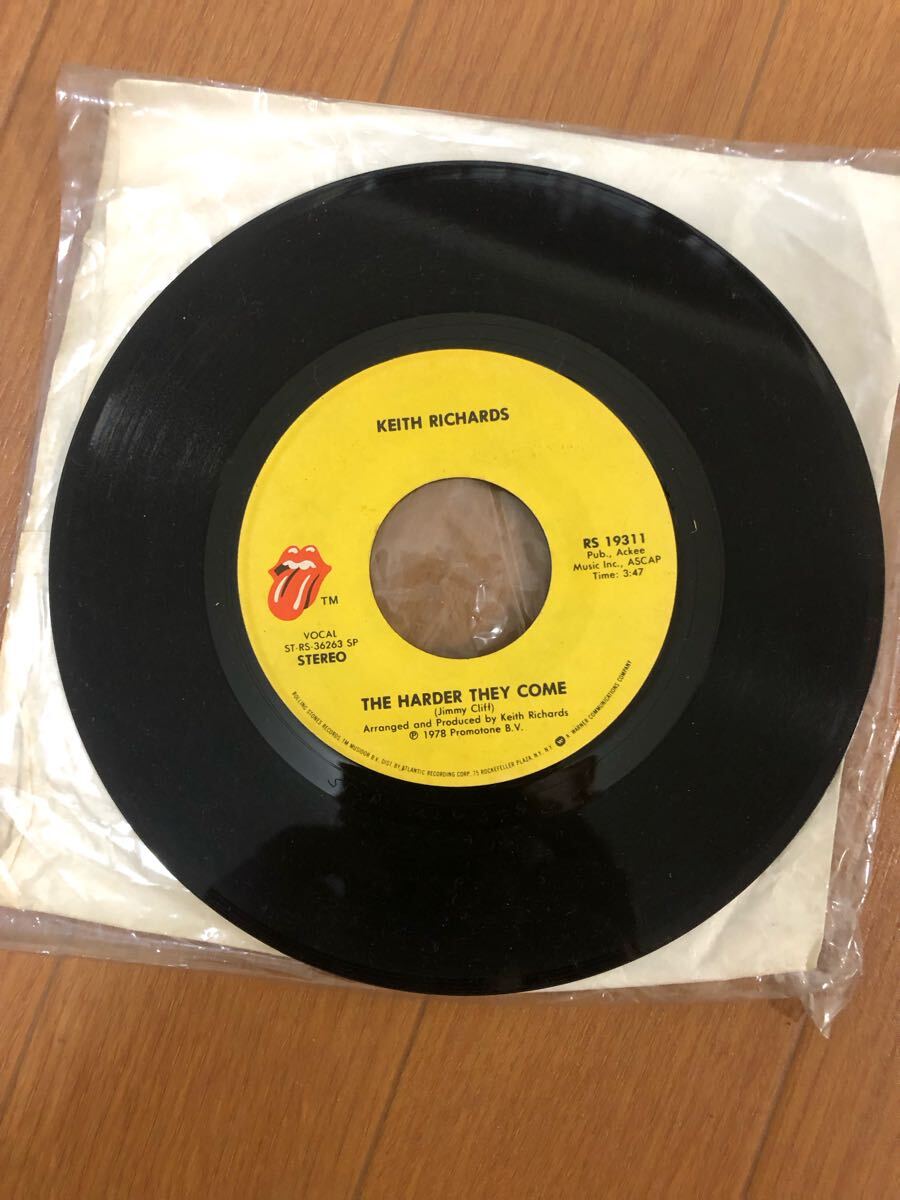 KEITH RICHARDS
RS 19311
Pub., Ackee
Music Inc., ASCAP
Time: 3:47
TM
VOCAL
ST-RS-36263 SP
STEREO
THE HARDER THEY COME
(Jimmy Cliff)
Arranged and Produced by Keith Richards
℗ 1978 Promotone B.V.
ROLLING STONES RECORDS, TM MUSIDOR B.V. DIST. BY ATLANTIC RECORDING CORP., 75 ROCKEFELLER PLAZA, N.Y. N.Y. A WARNER COMMUNICATIONS COMPANY